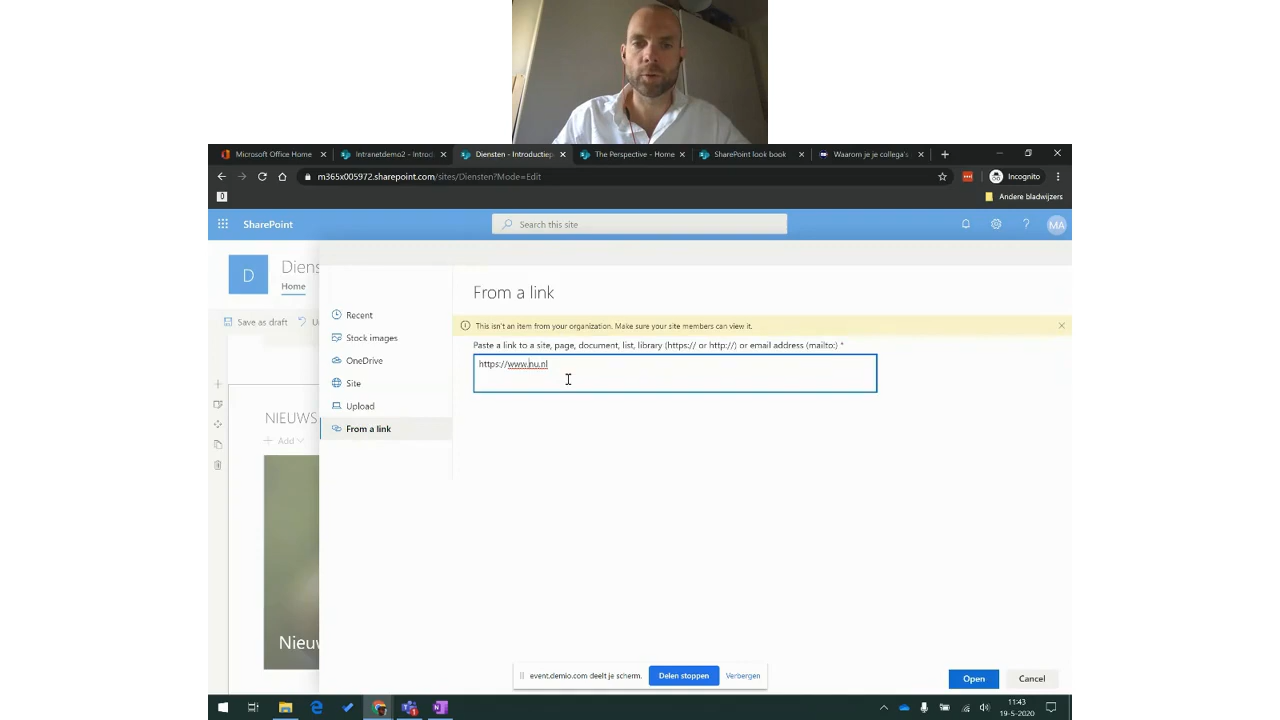 Microsoft Office Home
Intranetdemo2 - Introd
Diensten - Introductiep
The Perspective - Home
SharePoint look book
Waarom je je collega's
m365x005972.sharepoint.com/sites/Diensten?Mode=Edit
Incognito
0
Andere bladwijzers
SharePoint
Search this site
MA
D
Diens
Home
Save as draft
Un
NIEUWS
Add
Nieuw
Recent
Stock images
OneDrive
Site
Upload
From a link
From a link
This isn't an item from your organization. Make sure your site members can view it.
Paste a link to a site, page, document, list, library (https:// or http://) or email address (mailto:) *
https://www.nu.nl
event.demio.com deelt je scherm.
Delen stoppen
Verbergen
Open
Cancel
11:43
19-5-2020